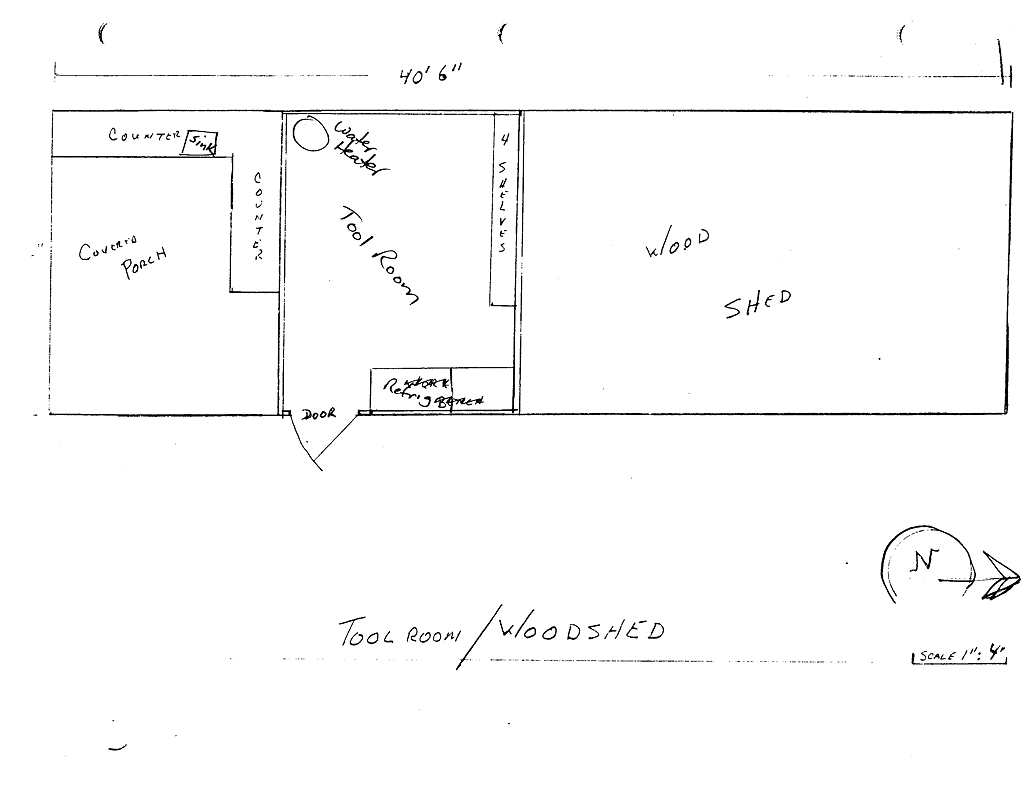 40' 6"
COUNTER
Sink
COUNTER
COVERED
PORCH
Water
Heater
Tool Room
4 SHELVES
WOOD
SHED
WORK
Refrig
BENCH
DOOR
N
TOOL ROOM / WOODSHED
SCALE 1": 4'